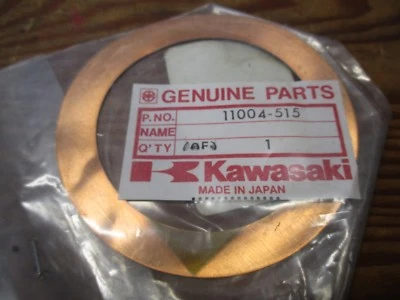 GENUINE PARTS
P.NO. 11004-515
NAME
Q'TY 1
Kawasaki
MADE IN JAPAN